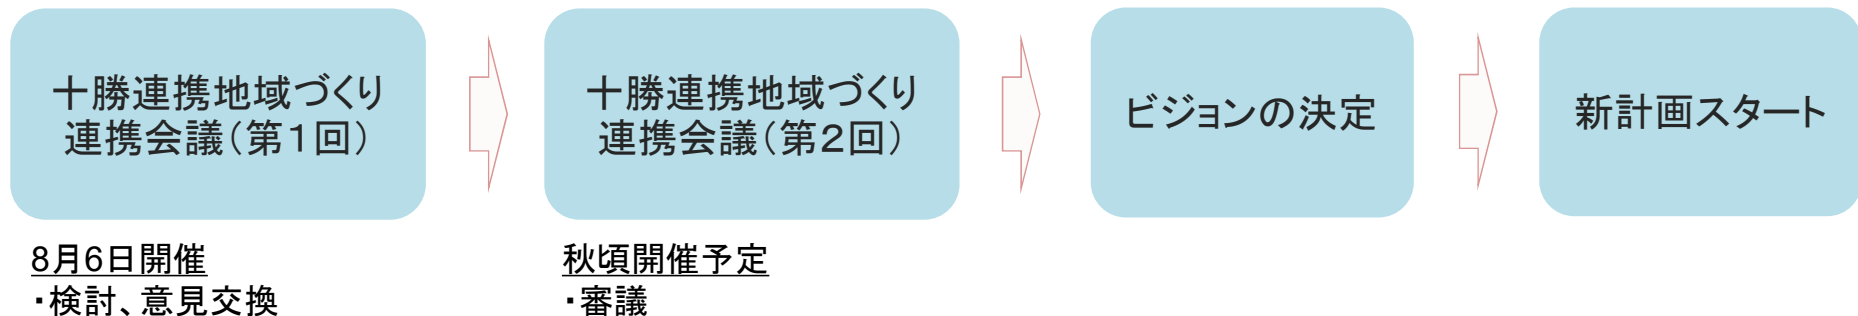 十勝連携地域づくり
連携会議（第１回）
十勝連携地域づくり
連携会議（第２回）
ビジョンの決定
新計画スタート
8月6日開催
・検討、意見交換
秋頃開催予定
・審議